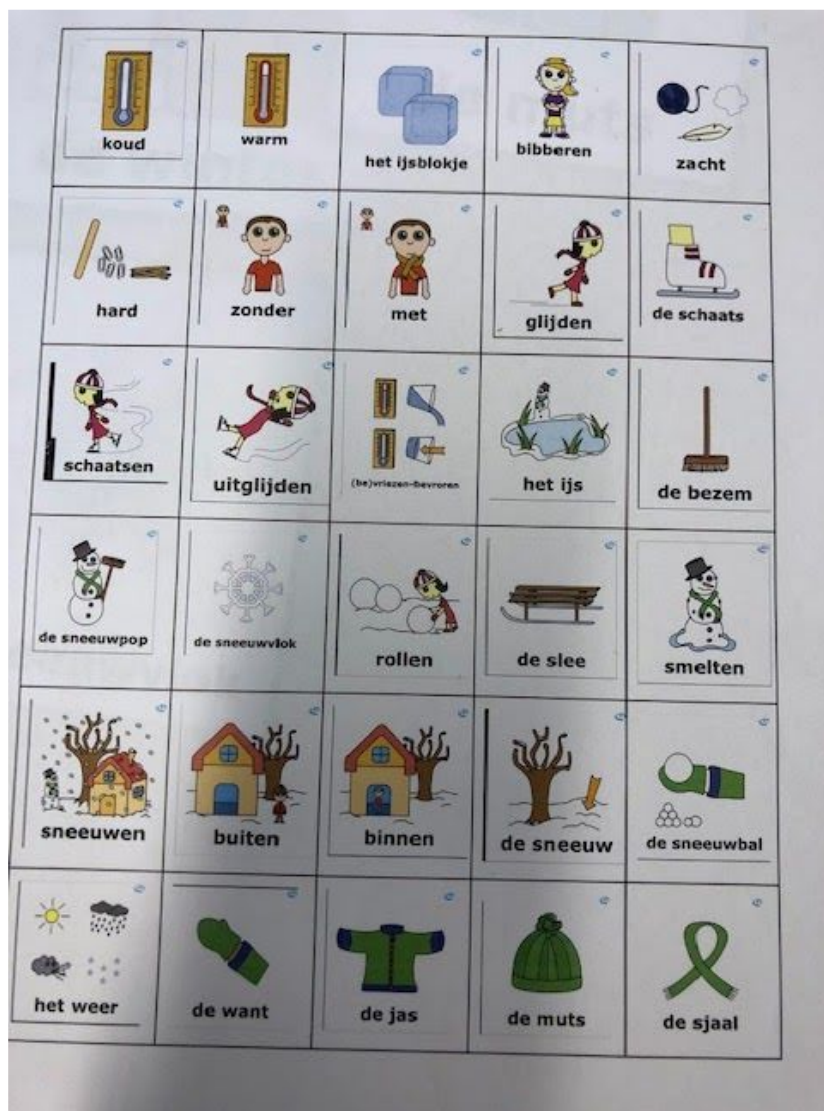 koud
warm
het ijsblokje
bibberen
zacht
hard
zonder
met
glijden
de schaats
schaatsen
uitglijden
(be)vriezen-bevroren
het ijs
de bezem
de sneeuwpop
de sneeuwvlok
rollen
de slee
smelten
sneeuwen
buiten
binnen
de sneeuw
de sneeuwbal
het weer
de want
de jas
de muts
de sjaal